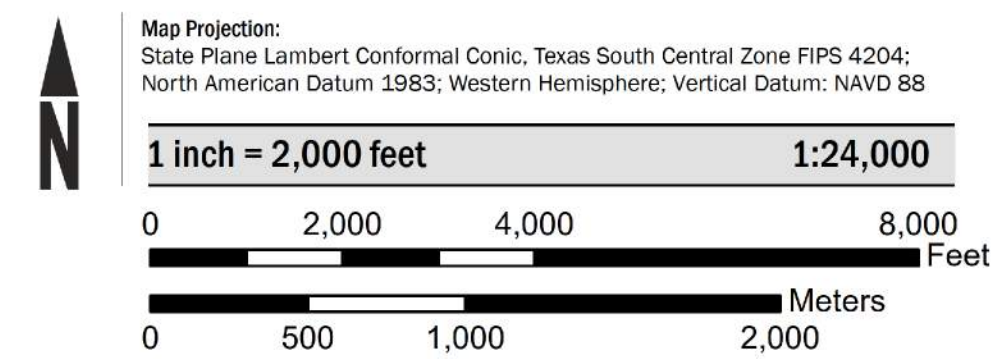 N
Map Projection:
State Plane Lambert Conformal Conic, Texas South Central Zone FIPS 4204;
North American Datum 1983; Western Hemisphere; Vertical Datum: NAVD 88
1 inch = 2,000 feet 1:24,000
0 2,000 4,000 8,000
Feet
Meters
0 500 1,000 2,000